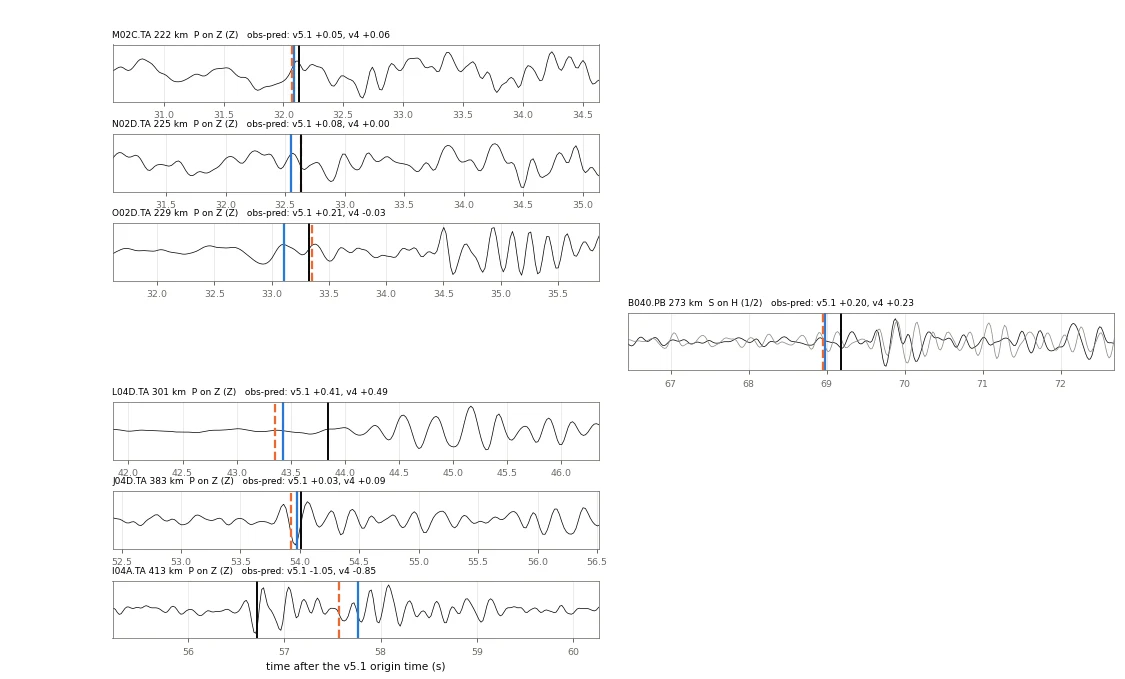 M02C.TA 222 km  P on Z (Z)   obs-pred: v5.1 +0.05, v4 +0.06
31.0 31.5 32.0 32.5 33.0 33.5 34.0 34.5
N02D.TA 225 km  P on Z (Z)   obs-pred: v5.1 +0.08, v4 +0.00
31.5 32.0 32.5 33.0 33.5 34.0 34.5 35.0
O02D.TA 229 km  P on Z (Z)   obs-pred: v5.1 +0.21, v4 -0.03
32.0 32.5 33.0 33.5 34.0 34.5 35.0 35.5
B040.PB 273 km  S on H (1/2)   obs-pred: v5.1 +0.20, v4 +0.23
67 68 69 70 71 72
L04D.TA 301 km  P on Z (Z)   obs-pred: v5.1 +0.41, v4 +0.49
42.0 42.5 43.0 43.5 44.0 44.5 45.0 45.5 46.0
J04D.TA 383 km  P on Z (Z)   obs-pred: v5.1 +0.03, v4 +0.09
52.5 53.0 53.5 54.0 54.5 55.0 55.5 56.0 56.5
I04A.TA 413 km  P on Z (Z)   obs-pred: v5.1 -1.05, v4 -0.85
56 57 58 59 60
time after the v5.1 origin time (s)